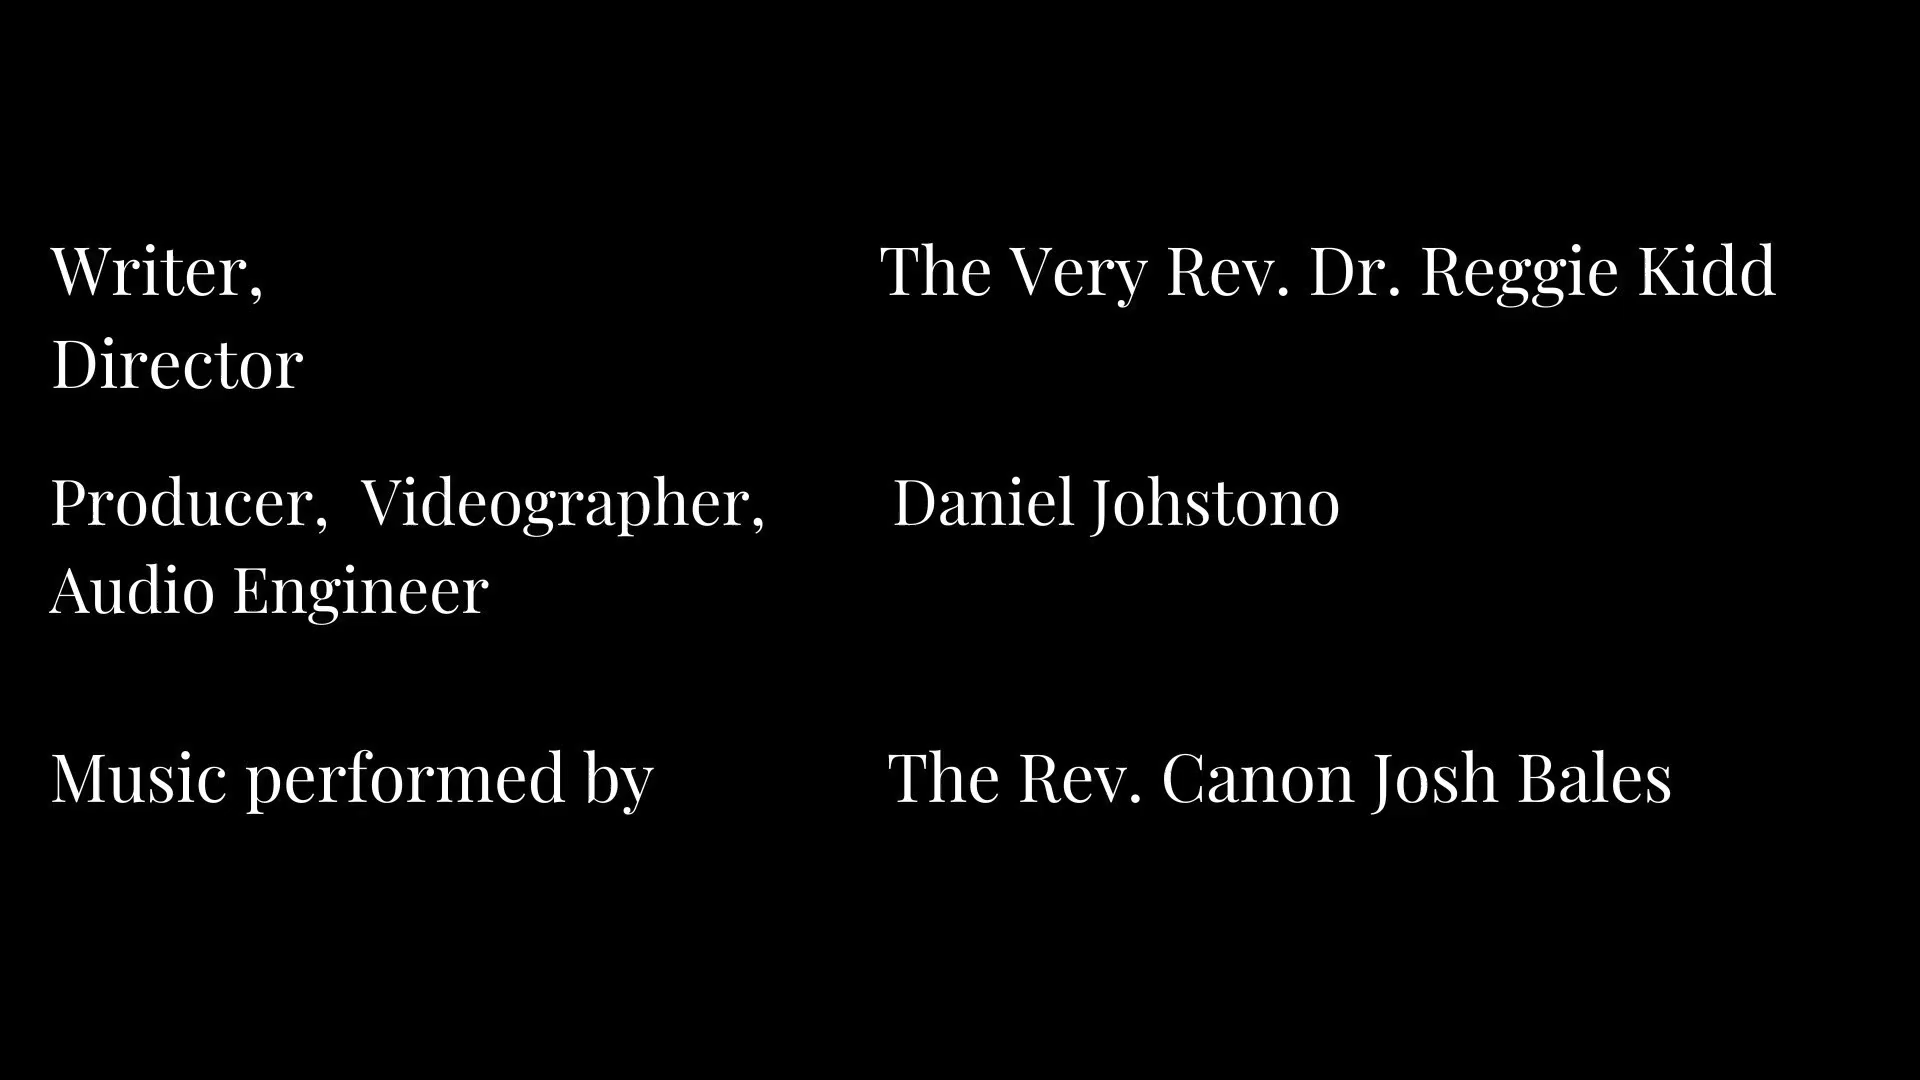 Writer,
The Very Rev. Dr. Reggie Kidd
Director
Producer,  Videographer,
Daniel Johstono
Audio Engineer
Music performed by
The Rev. Canon Josh Bales